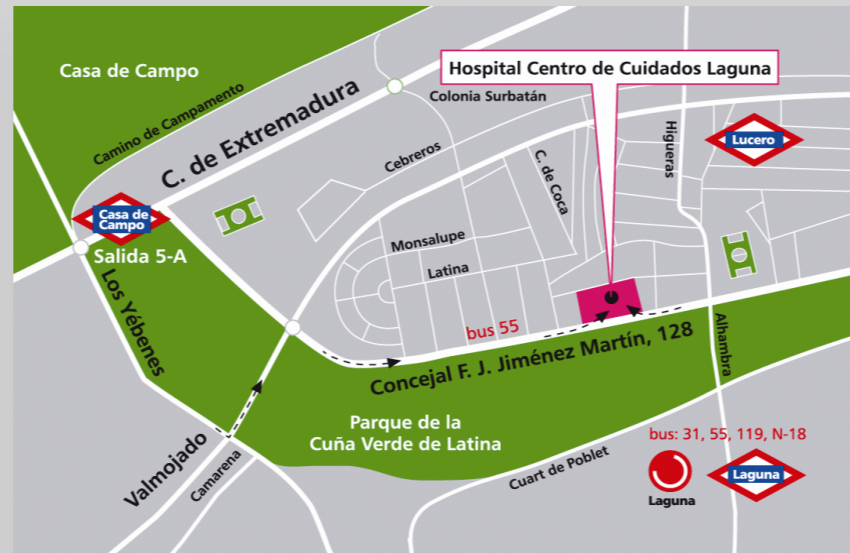 Casa de Campo
Camino de Campamento
C. de Extremadura
Hospital Centro de Cuidados Laguna
Colonia Surbatán
Cebreros
C. de Coca
Higueras
Lucero
Casa de
Campo
Salida 5-A
Los Yébenes
Monsalupe
Latina
bus 55
Concejal F. J. Jiménez Martín, 128
Alhambra
Parque de la
Cuña Verde de Latina
Valmojado
Camarena
Cuart de Poblet
bus: 31, 55, 119, N-18
Laguna
Laguna